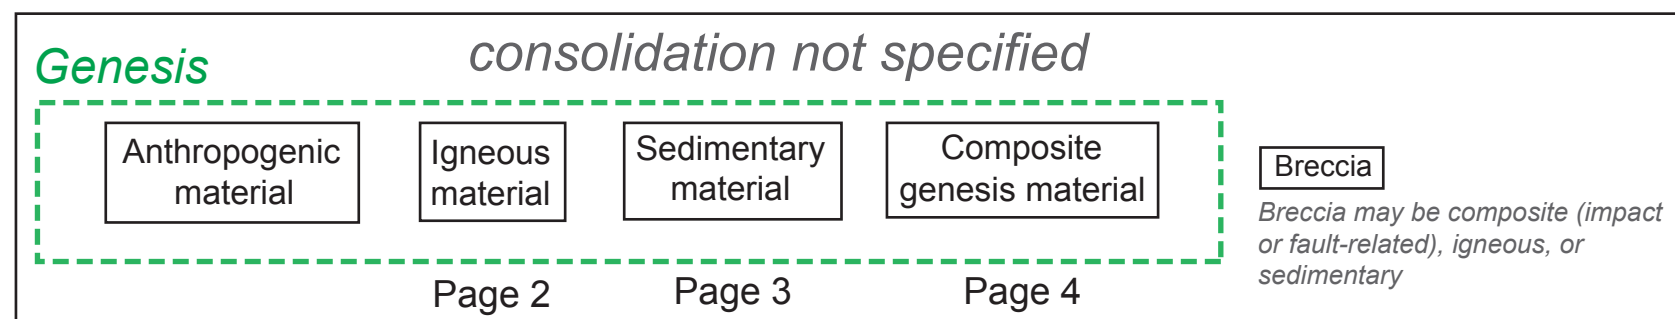 Genesis
consolidation not specified
Anthropogenic
material
Igneous
material
Sedimentary
material
Composite
genesis material
Breccia
Breccia may be composite (impact
or fault-related), igneous, or
sedimentary
Page 2
Page 3
Page 4